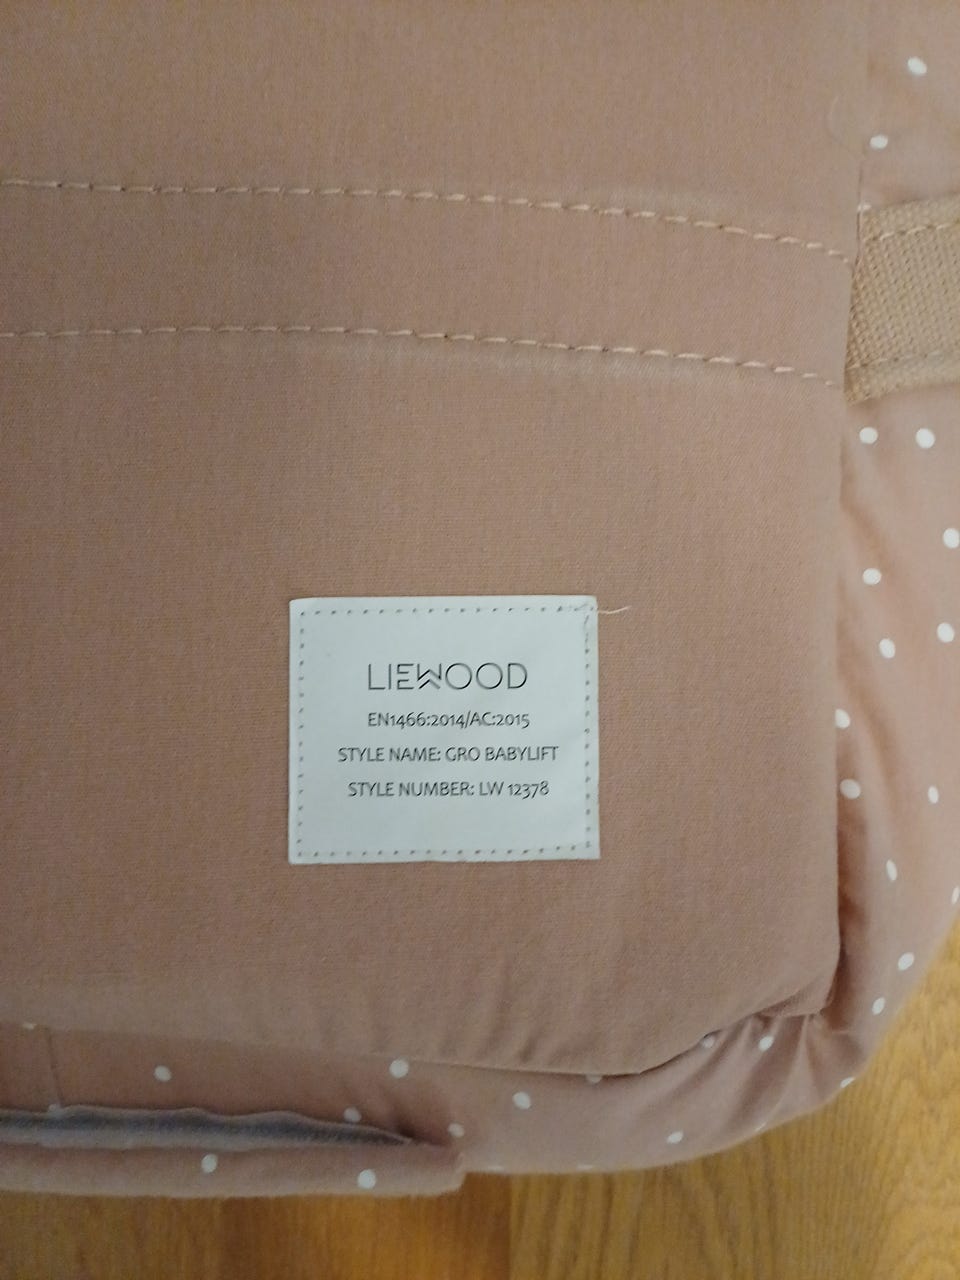 LIEWOOD
EN1466:2014/AC:2015
STYLE NAME: GRO BABYLIFT
STYLE NUMBER: LW 12378